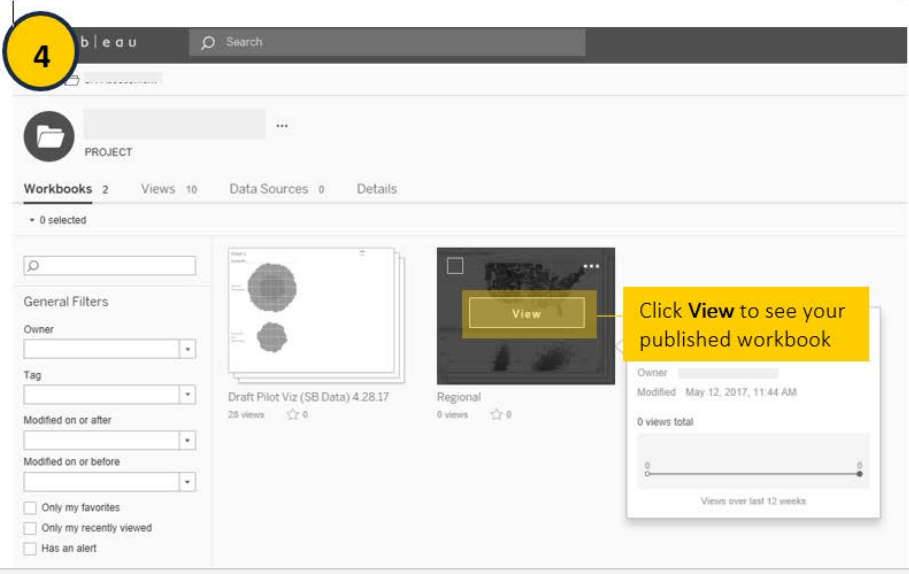 4
b|eau
Search
...
PROJECT
Workbooks 2 Views 10 Data Sources 0 Details
0 selected
General Filters
Owner
Tag
Modified on or after
Modified on or before
Only my favorites
Only my recently viewed
Has an alert
Draft Pilot Viz (SB Data) 4.28.17
28 views 0
...
View
Regional
0 views 0
Click View to see your
published workbook
Owner
Modified May 12, 2017, 11:44 AM
0 views total
0 0
Views over last 12 weeks